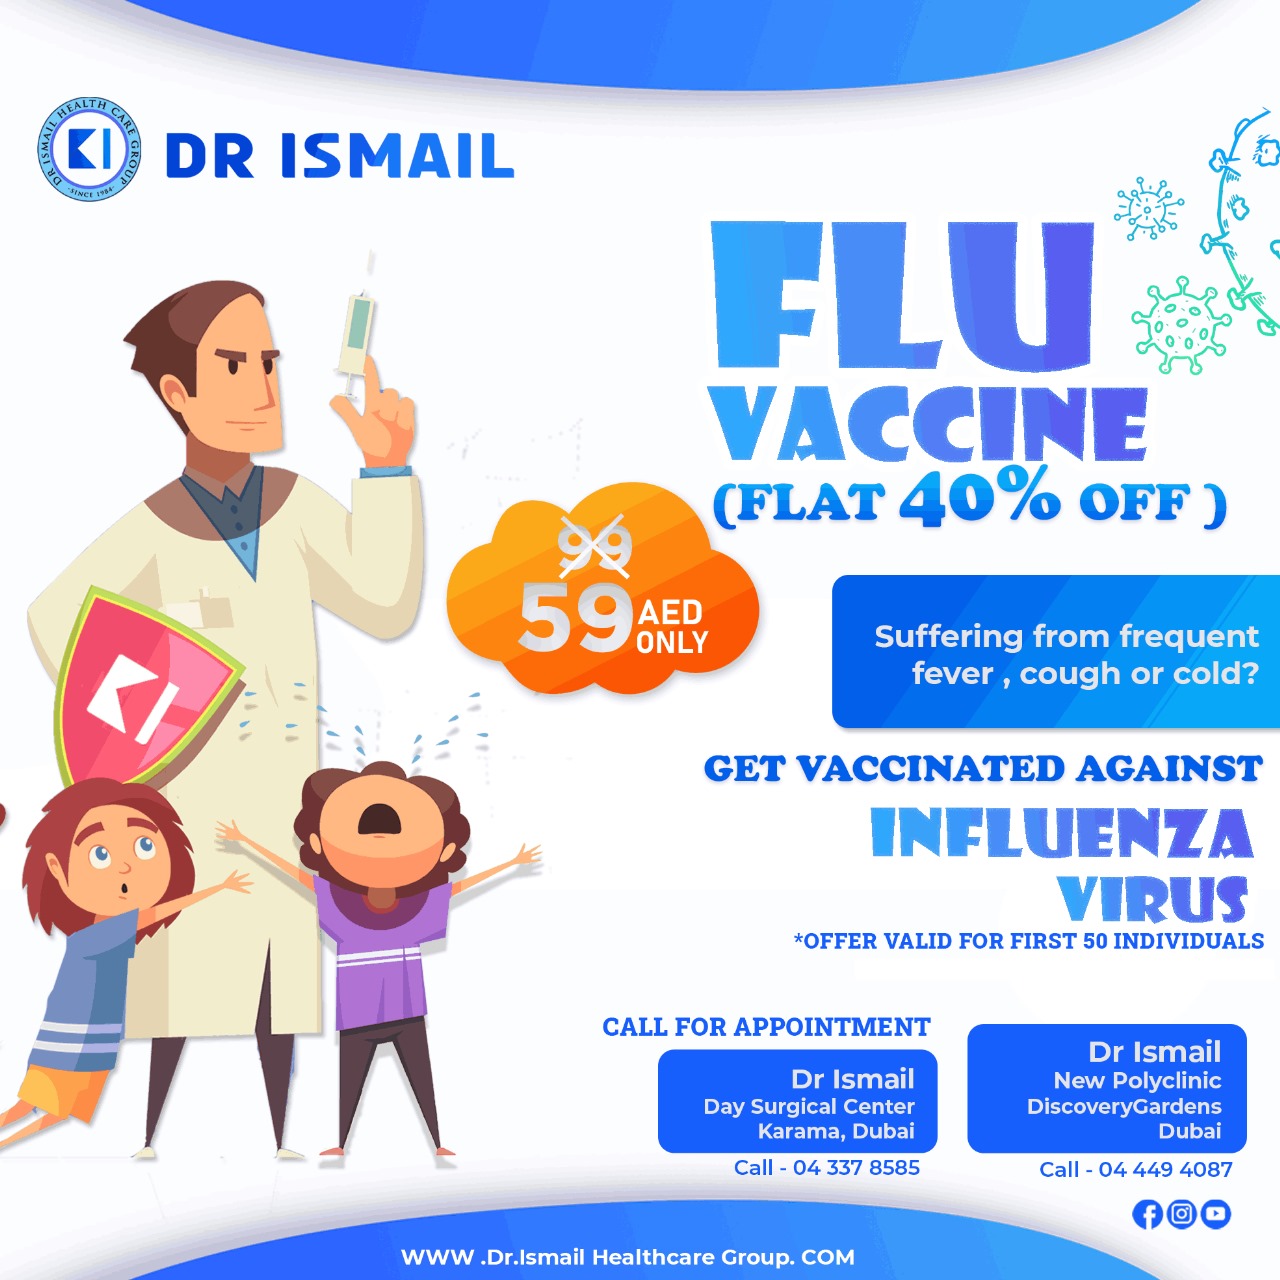 DR ISMAIL HEALTH CARE GROUP
KI
-SINCE 1984-
DR ISMAIL
FLU
VACCINE
(FLAT 40% OFF )
99
59 AED
ONLY
Suffering from frequent
fever , cough or cold?
KI
GET VACCINATED AGAINST
INFLUENZA
VIRUS
*OFFER VALID FOR FIRST 50 INDIVIDUALS
CALL FOR APPOINTMENT
Dr Ismail
Day Surgical Center
Karama, Dubai
Call - 04 337 8585
Dr Ismail
New Polyclinic
DiscoveryGardens
Dubai
Call - 04 449 4087
WWW .Dr.Ismail Healthcare Group. COM